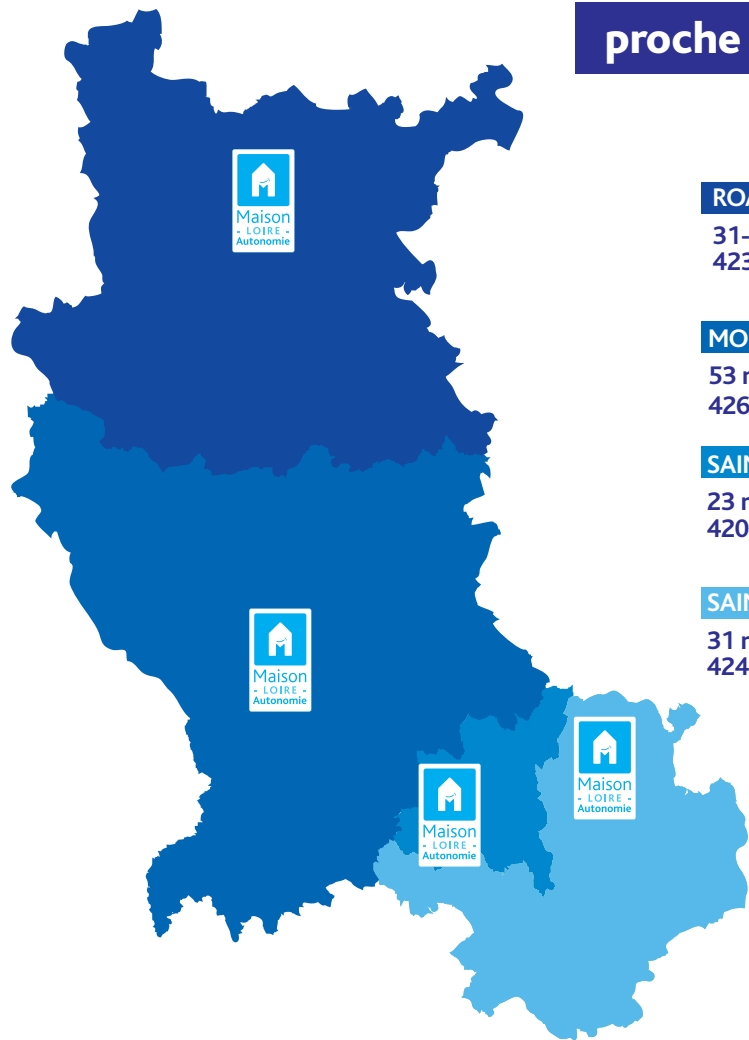 proche
Maison
- LOIRE -
Autonomie
ROA
31-
423
MO
53 r
426
SAIN
23 r
420
SAIN
31 r
424
Maison
- LOIRE -
Autonomie
Maison
- LOIRE -
Autonomie
Maison
- LOIRE -
Autonomie